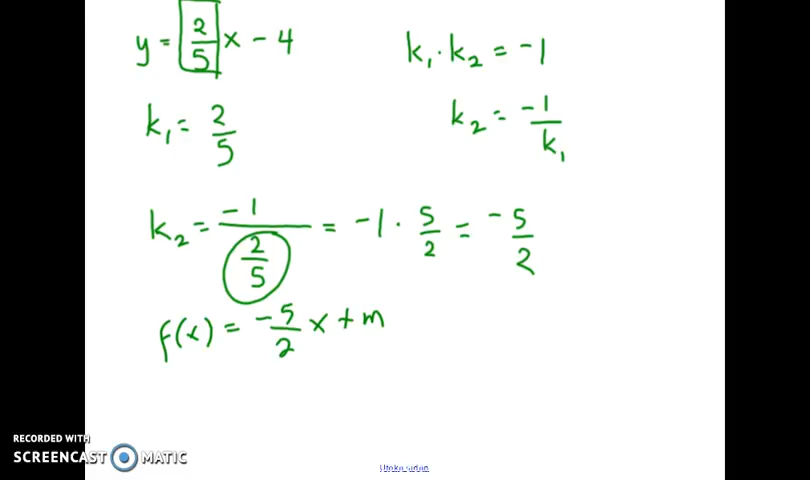 y = 2/5 x - 4
k₁ · k₂ = -1
k₁ = 2/5
k₂ = -1/k₁
k₂ = -1/(2/5) = -1 · 5/2 = -5/2
f(x) = -5/2 x + m
RECORDED WITH
SCREENCAST MATIC